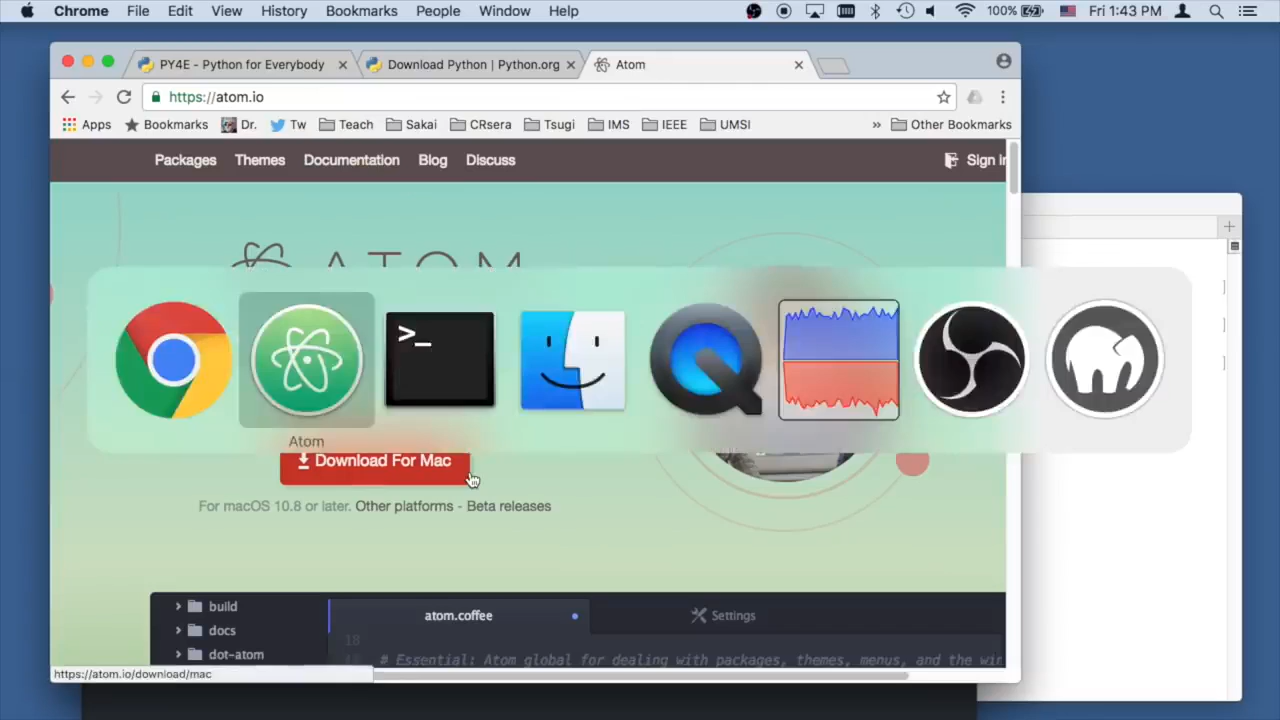 Chrome File Edit View History Bookmarks People Window Help 100% Fri 1:43 PM
PY4E - Python for Everybody Download Python | Python.org Atom
https://atom.io
Apps Bookmarks Dr. Tw Teach Sakai CRsera Tsugi IMS IEEE UMSI » Other Bookmarks
Packages Themes Documentation Blog Discuss Sign in
ATOM
>_
Atom
Download For Mac
For macOS 10.8 or later. Other platforms - Beta releases
build
atom.coffee Settings
docs
18
dot-atom
# Essential: Atom global for dealing with packages, themes, menus, and the win
https://atom.io/download/mac